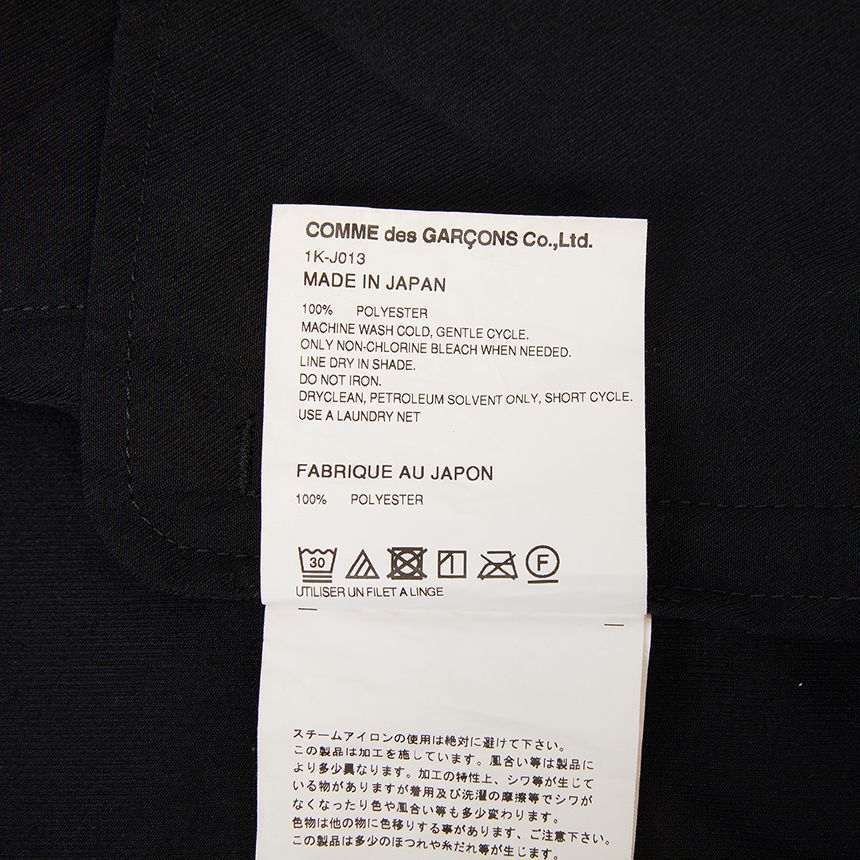 COMME des GARÇONS Co.,Ltd.
1K-J013
MADE IN JAPAN
100% POLYESTER
MACHINE WASH COLD, GENTLE CYCLE.
ONLY NON-CHLORINE BLEACH WHEN NEEDED.
LINE DRY IN SHADE.
DO NOT IRON.
DRYCLEAN, PETROLEUM SOLVENT ONLY, SHORT CYCLE.
USE A LAUNDRY NET
FABRIQUE AU JAPON
100% POLYESTER
30 F
UTILISER UN FILET A LINGE
スチームアイロンの使用は絶対に避けて下さい。
この製品は加工を施しています。風合い等は製品に
より多少異なります。加工の特性上、シワ等が生じて
いる物がありますが着用及び洗濯の摩擦等でシワが
なくなったり色や風合い等も多少変わります。
色物は他の物に色移りする事があります、ご注意下さい。
この製品は多少のほつれや糸だれ等が生じます。